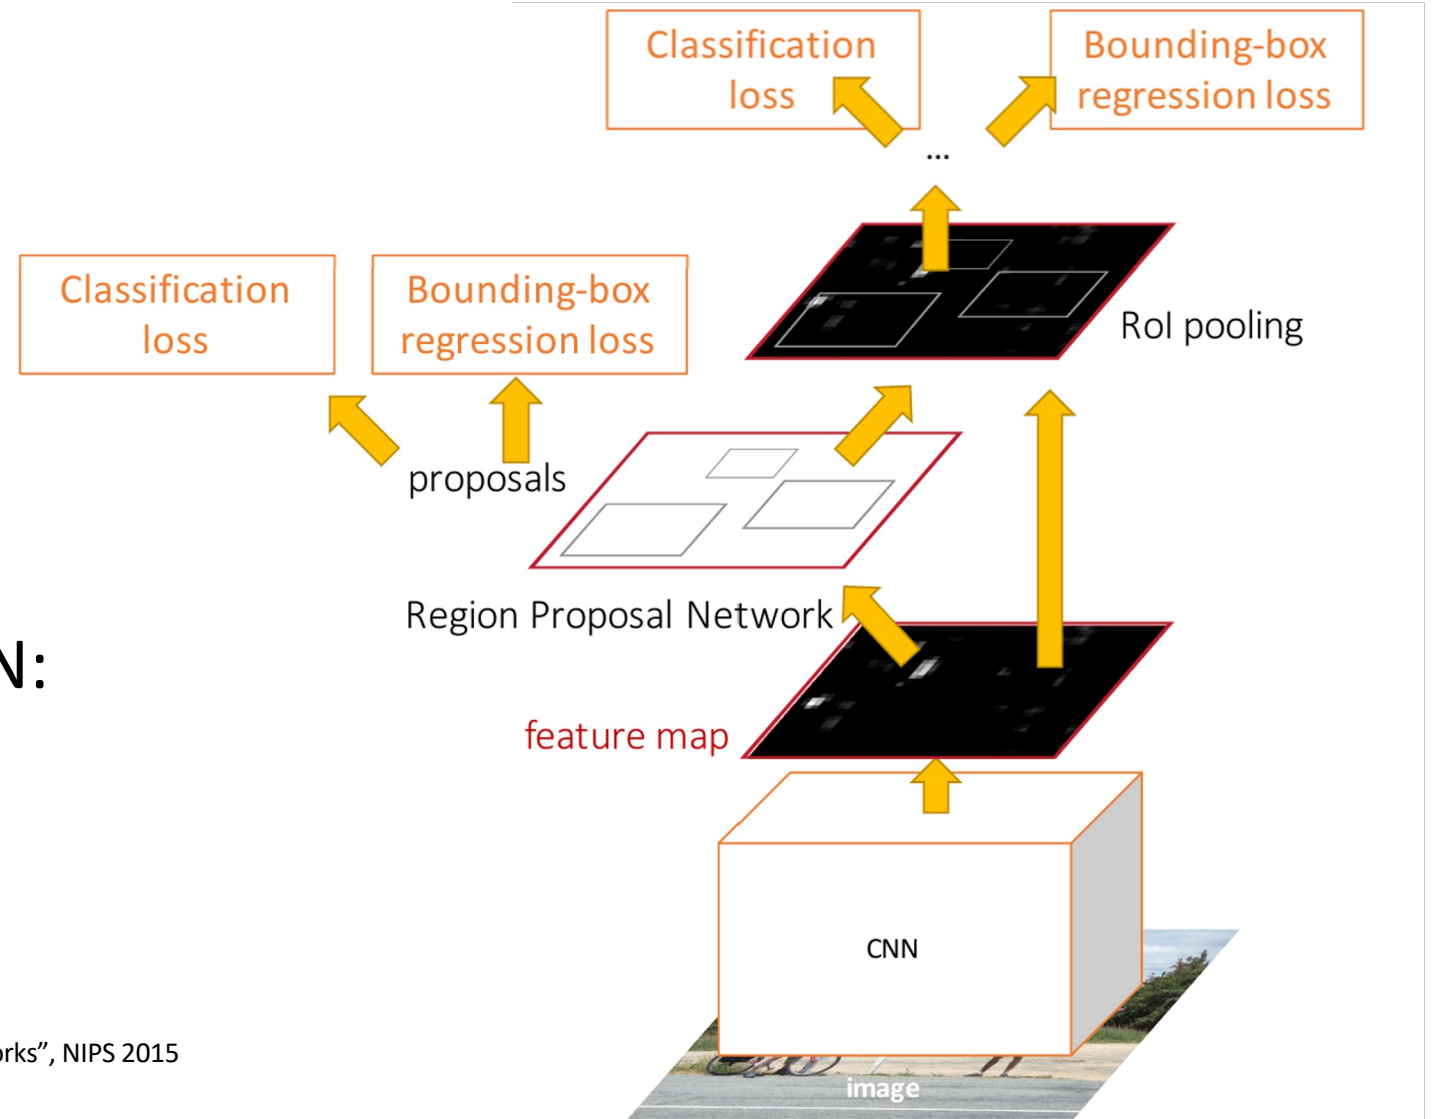 Classification
loss
Bounding-box
regression loss
...
Classification
loss
Bounding-box
regression loss
RoI pooling
proposals
Region Proposal Network
N:
feature map
CNN
orks”, NIPS 2015
image